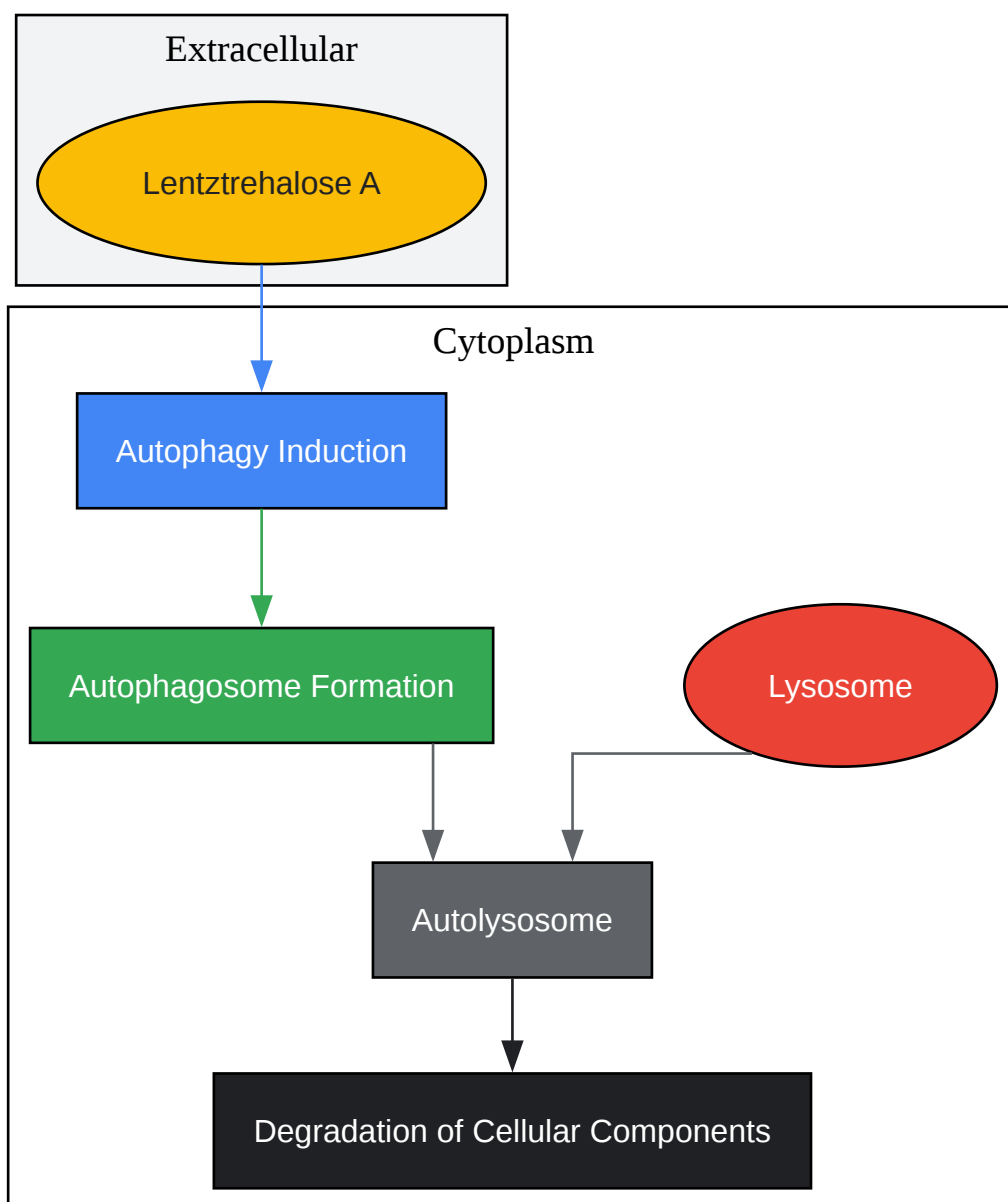 Extracellular
Lentztrehalose A
Cytoplasm
Autophagy Induction
Autophagosome Formation
Lysosome
Autolysosome
Degradation of Cellular Components